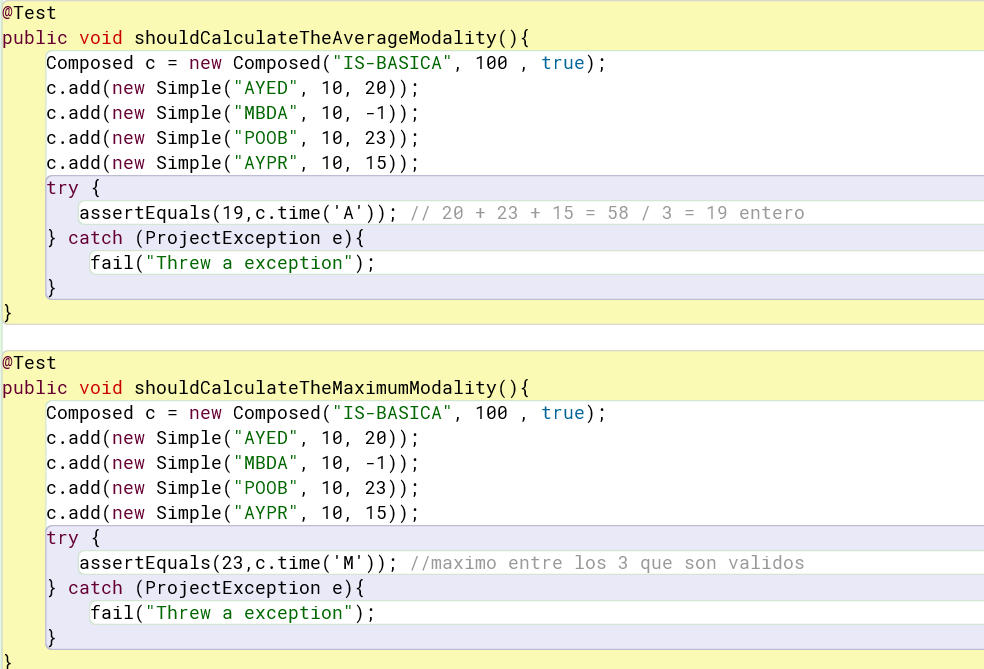 @Test
public void shouldCalculateTheAverageModality(){
    Composed c = new Composed("IS-BASICA", 100 , true);
    c.add(new Simple("AYED", 10, 20));
    c.add(new Simple("MBDA", 10, -1));
    c.add(new Simple("POOB", 10, 23));
    c.add(new Simple("AYPR", 10, 15));
    try {
       assertEquals(19,c.time('A')); // 20 + 23 + 15 = 58 / 3 = 19 entero
    } catch (ProjectException e){
        fail("Threw a exception");
    }
}
@Test
public void shouldCalculateTheMaximumModality(){
    Composed c = new Composed("IS-BASICA", 100 , true);
    c.add(new Simple("AYED", 10, 20));
    c.add(new Simple("MBDA", 10, -1));
    c.add(new Simple("POOB", 10, 23));
    c.add(new Simple("AYPR", 10, 15));
    try {
       assertEquals(23,c.time('M')); //maximo entre los 3 que son validos
    } catch (ProjectException e){
        fail("Threw a exception");
    }
}